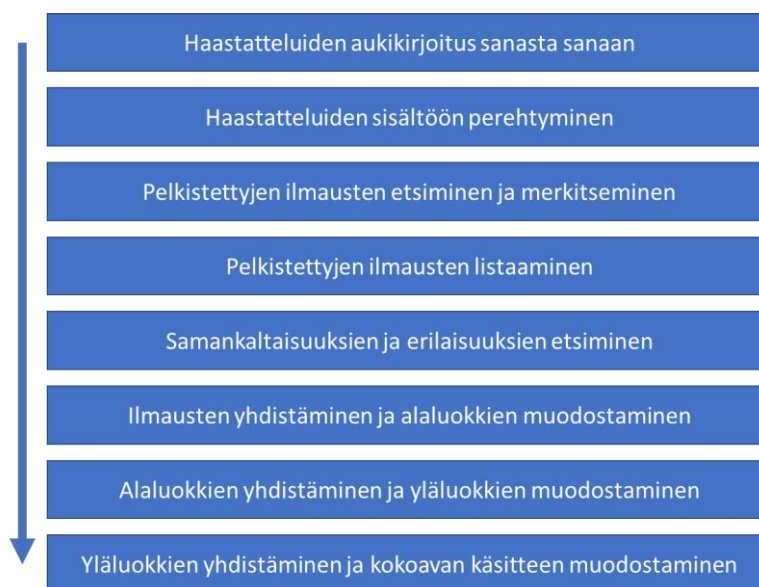 Haastatteluiden aukikirjoitus sanasta sanaan
Haastatteluiden sisältöön perehtyminen
Pelkistettyjen ilmausten etsiminen ja merkitseminen
Pelkistettyjen ilmausten listaaminen
Samankaltaisuuksien ja erilaisuuksien etsiminen
Ilmausten yhdistäminen ja alaluokkien muodostaminen
Alaluokkien yhdistäminen ja yläluokkien muodostaminen
Yläluokkien yhdistäminen ja kokoavan käsitteen muodostaminen